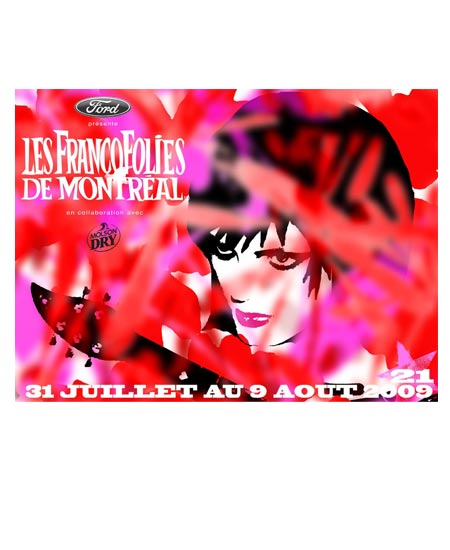 Ford
présente
LES FRANCOFOLIES
DE MONTRÉAL
en collaboration avec
MOLSON
DRY
21
31 JUILLET AU 9 AOUT 2009